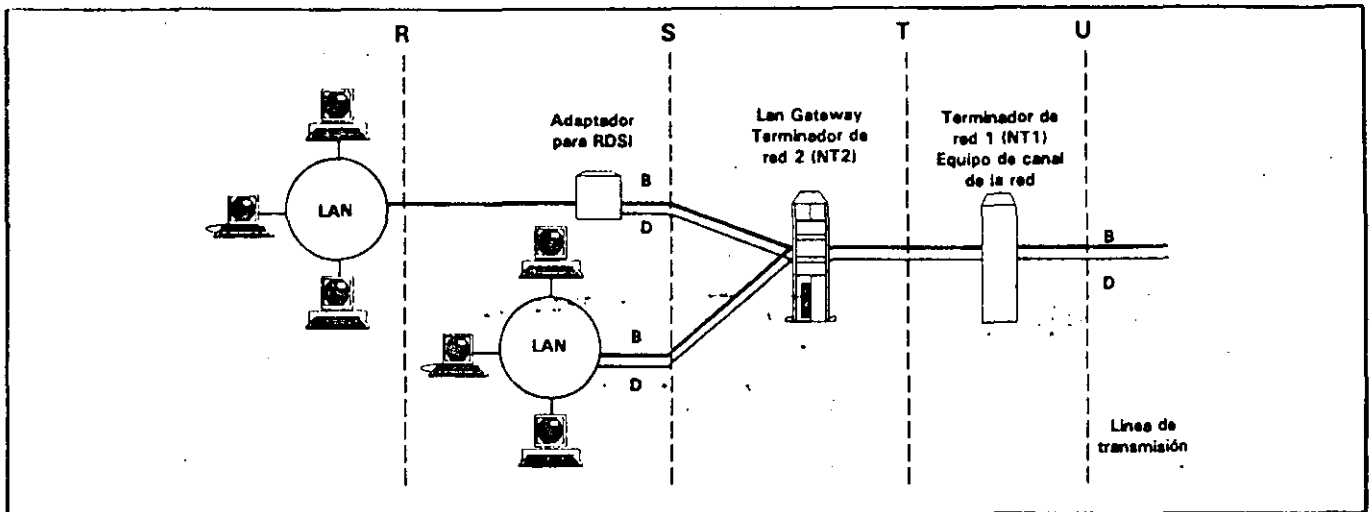 R
S
T
U
Adaptador
para RDSI
Lan Gateway
Terminador de
red 2 (NT2)
Terminador de
red 1 (NT1)
Equipo de canal
de la red
LAN
B
D
B
D
LAN
B
D
Linea de
transmisión